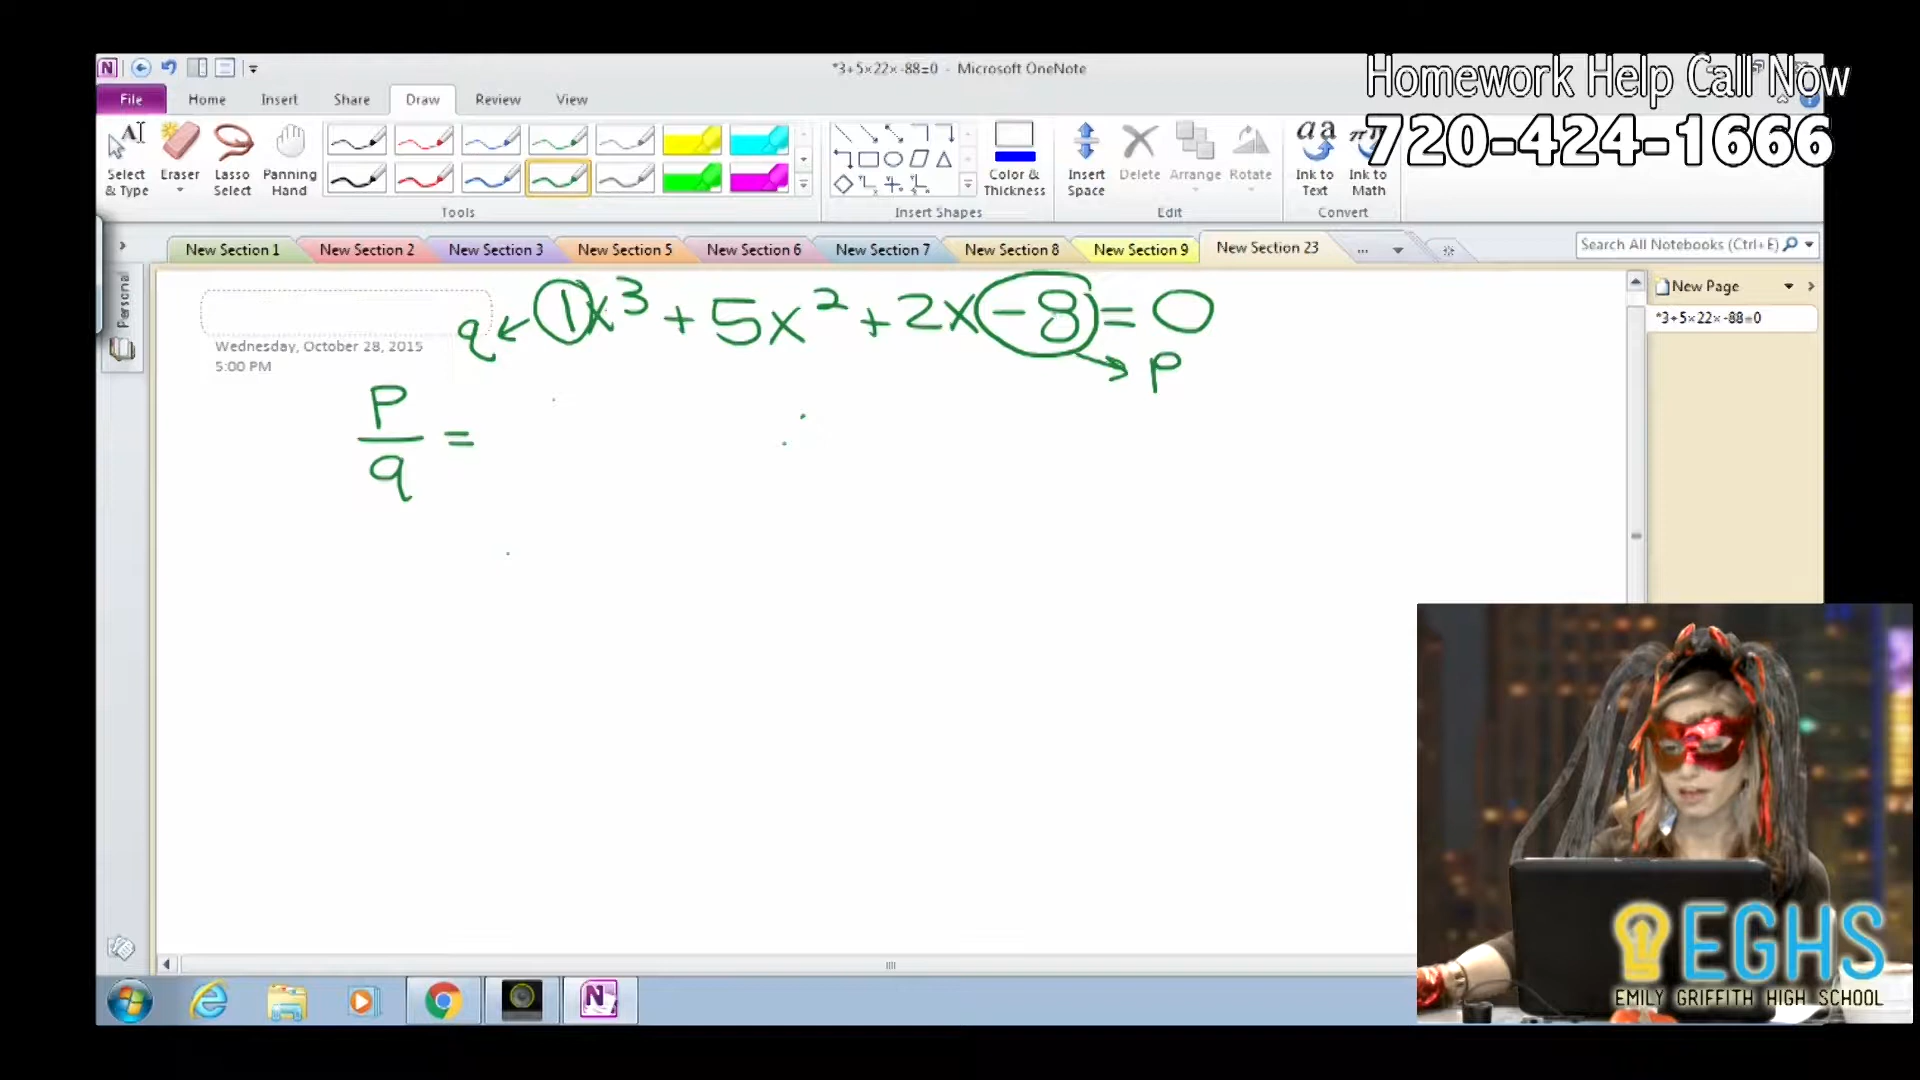 *3+5×22×-88=0 - Microsoft OneNote
Homework Help Call Now
720-424-1666
File Home Insert Share Draw Review View
Select & Type
Eraser
Lasso Select
Panning Hand
Color & Thickness
Insert Space
Delete
Arrange
Rotate
Ink to Text
Ink to Math
Tools
Insert Shapes
Edit
Convert
New Section 1 New Section 2 New Section 3 New Section 5 New Section 6 New Section 7 New Section 8 New Section 9 New Section 23 ...
Search All Notebooks (Ctrl+E)
Personal
New Page
*3+5×22×-88=0
q ← 1x³ + 5x² + 2x - 8 = 0
→ p
Wednesday, October 28, 2015
5:00 PM
P/q =
EGHS
EMILY GRIFFITH HIGH SCHOOL